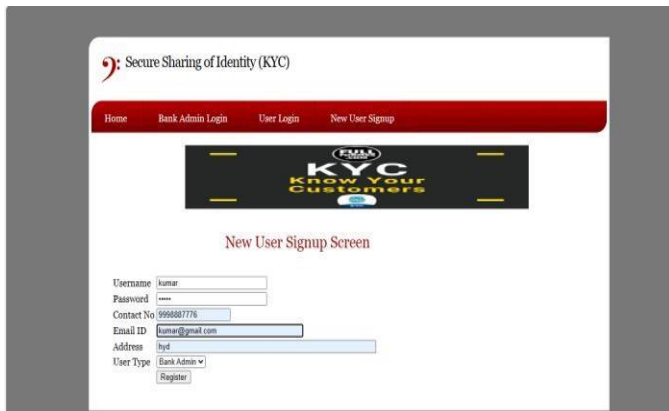 Secure Sharing of Identity (KYC)
Home Bank Admin Login User Login New User Signup
FULL
KYC
Know Your
Customers
New User Signup Screen
Username kumar
Password •••••
Contact No 9998887776
Email ID kumar@gmail.com
Address hyd
User Type Bank Admin
Register